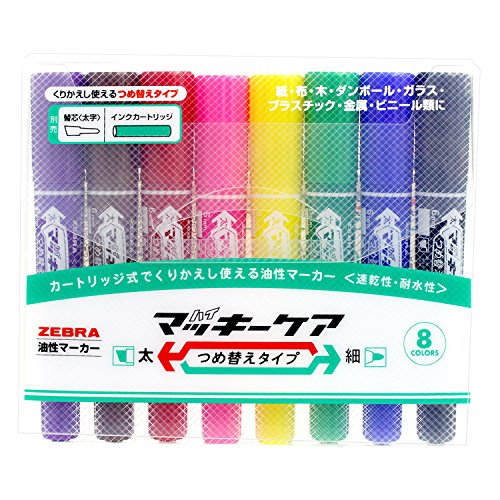 くりかえし使えるつめ替えタイプ
別売
替芯〈太字〉
インクカートリッジ
紙・布・木・ダンボール・ガラス・
プラスチック・金属・ビニール類に
カートリッジ式でくりかえし使える油性マーカー <速乾性・耐水性>
ZEBRA
油性マーカー
ハイ
マッキーケア
太
つめ替えタイプ
細
8
COLORS